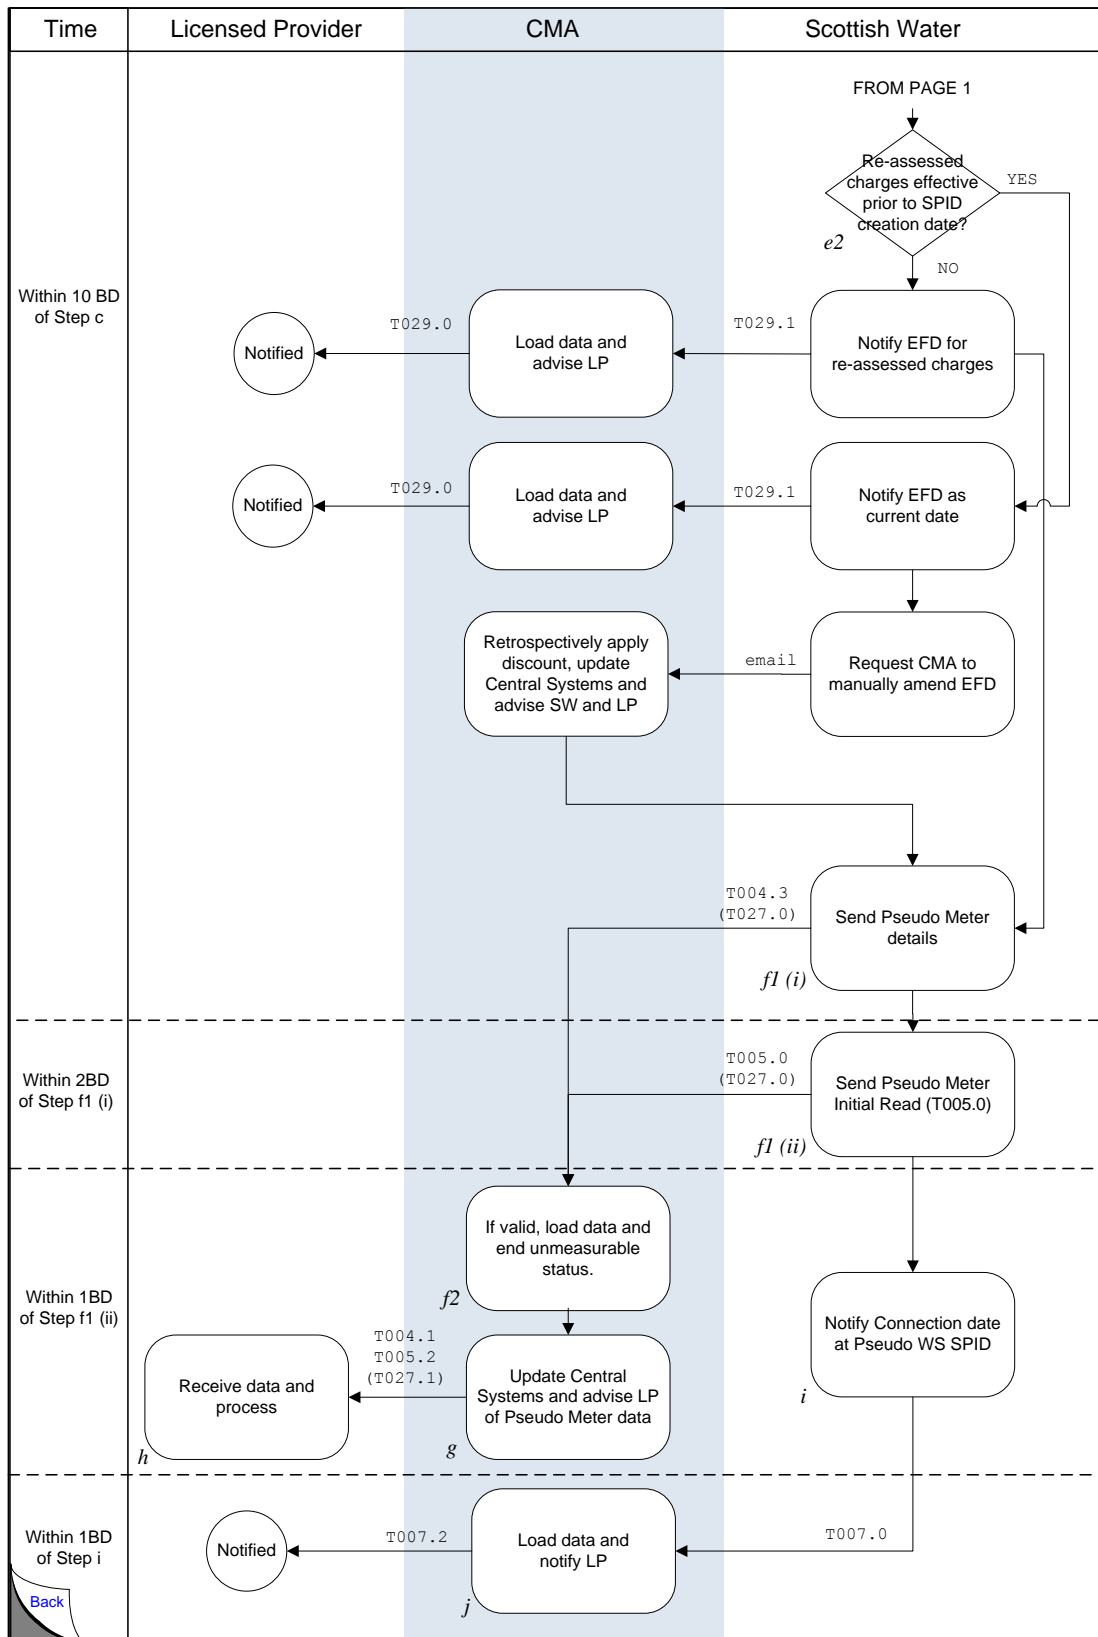 Time
Licensed Provider
CMA
Scottish Water
FROM PAGE 1
Re-assessed
charges effective
prior to SPID
creation date?
YES
e2
NO
Within 10 BD
of Step c
Notified
T029.0
Load data and
advise LP
T029.1
Notify EFD for
re-assessed charges
Notified
T029.0
Load data and
advise LP
T029.1
Notify EFD as
current date
Retrospectively apply
discount, update
Central Systems and
advise SW and LP
email
Request CMA to
manually amend EFD
T004.3
(T027.0)
Send Pseudo Meter
details
f1 (i)
Within 2BD
of Step f1 (i)
T005.0
(T027.0)
Send Pseudo Meter
Initial Read (T005.0)
f1 (ii)
Within 1BD
of Step f1 (ii)
If valid, load data and
end unmeasurable
status.
f2
Notify Connection date
at Pseudo WS SPID
i
Receive data and
process
h
T004.1
T005.2
(T027.1)
Update Central
Systems and advise LP
of Pseudo Meter data
g
Within 1BD
of Step i
Notified
T007.2
Load data and
notify LP
j
T007.0
Back